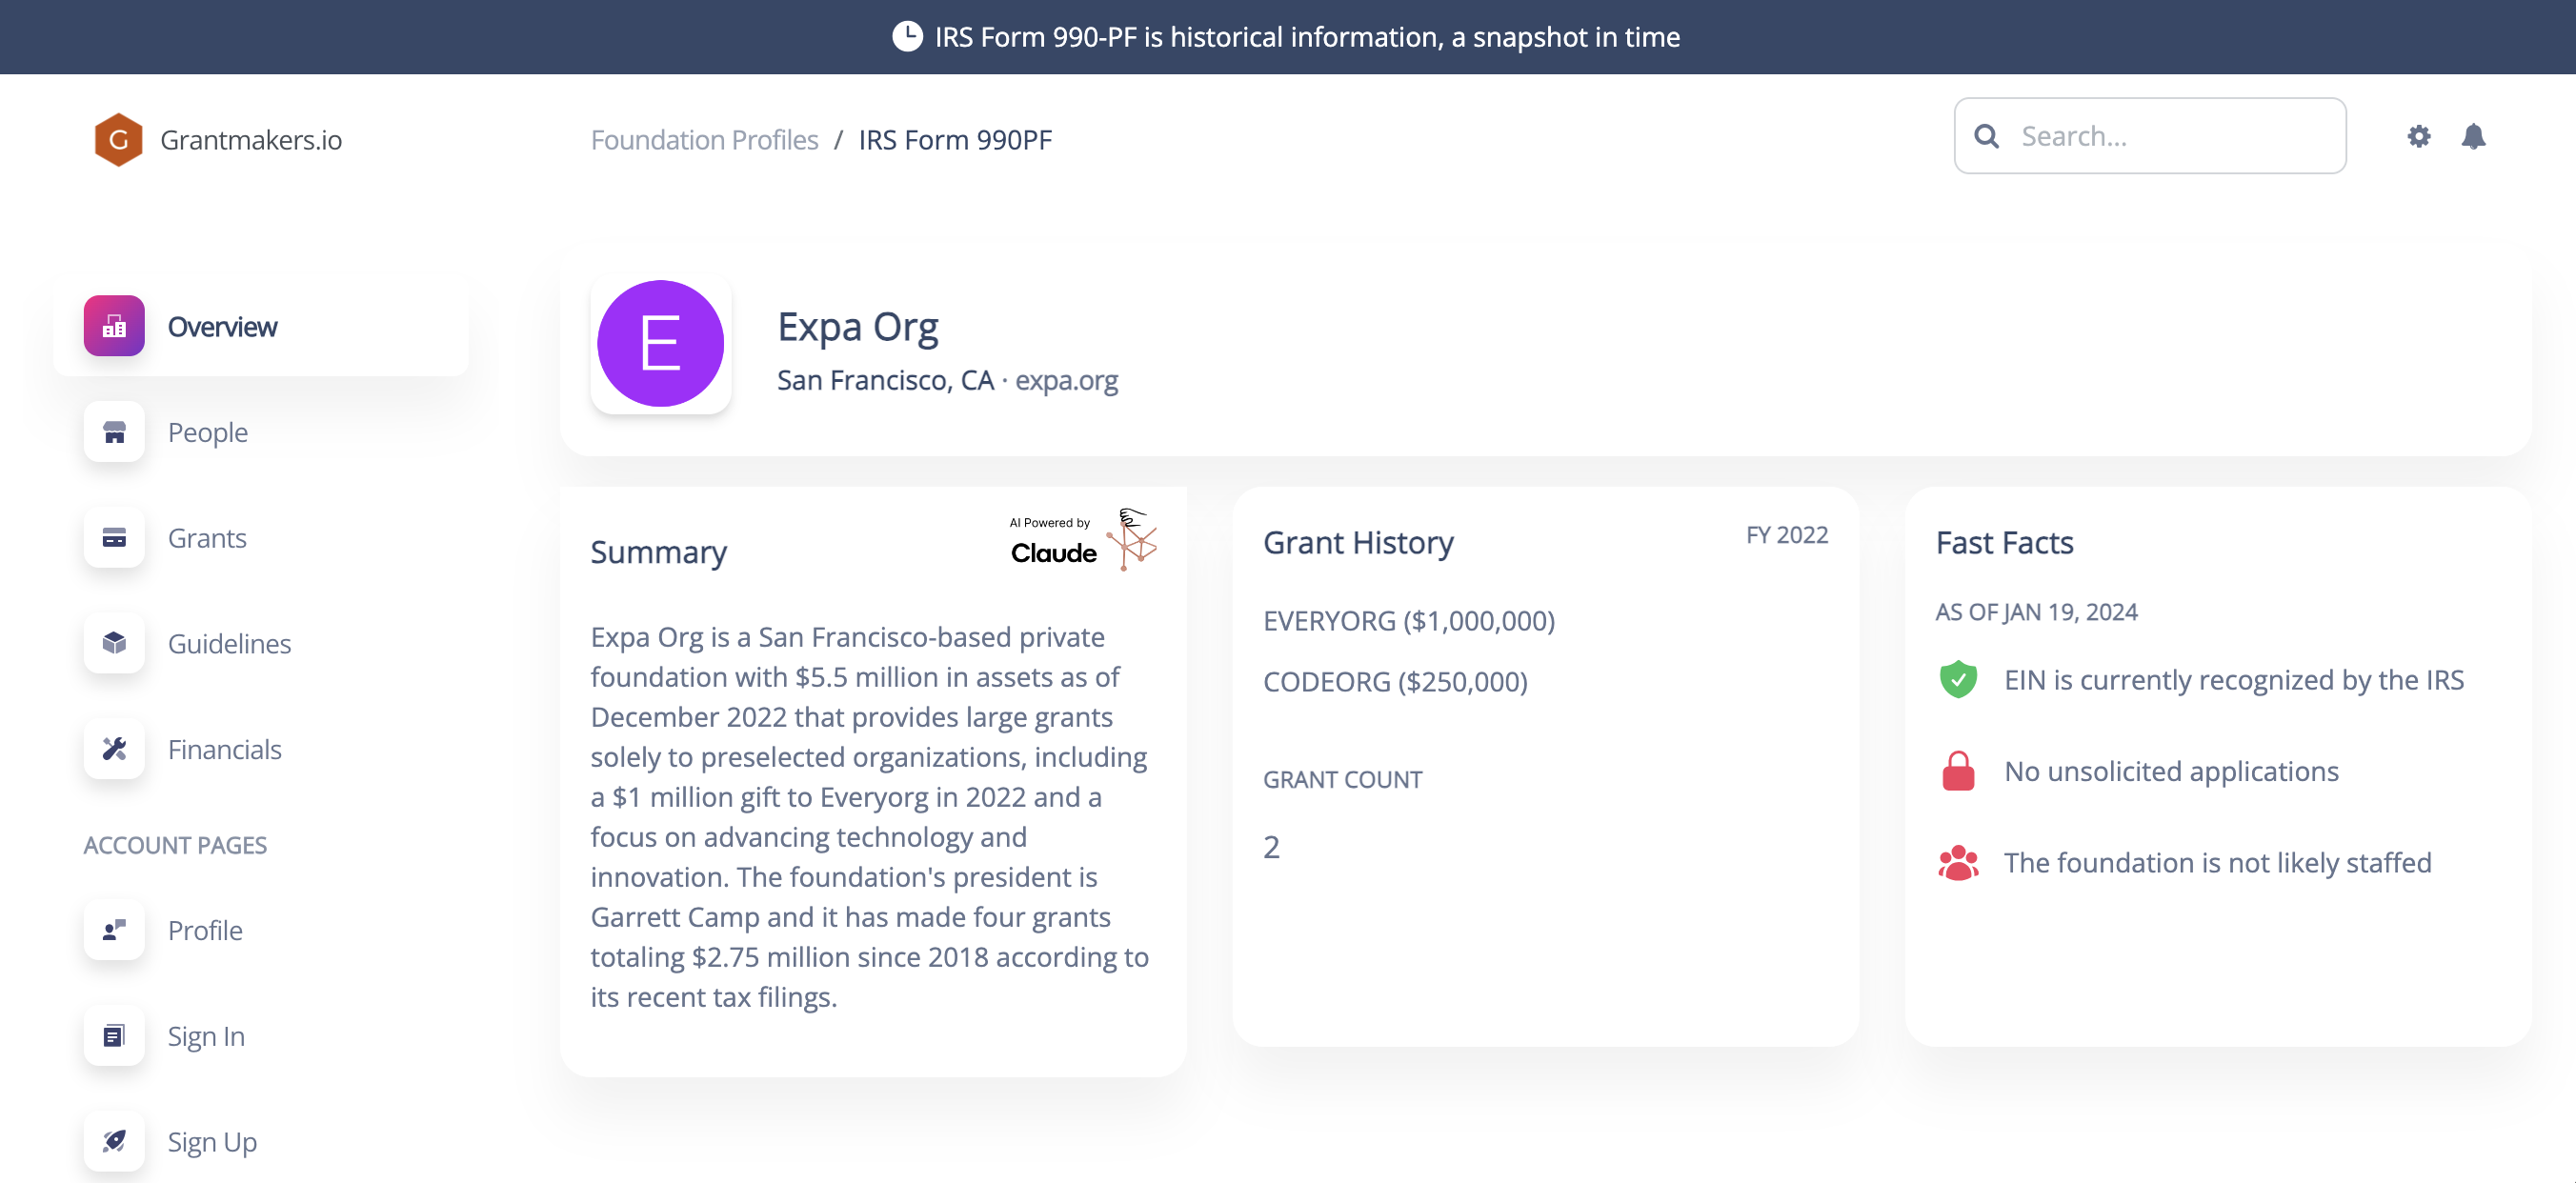 IRS Form 990-PF is historical information, a snapshot in time
G
Grantmakers.io
Foundation Profiles / IRS Form 990PF
Search...
Overview
People
Grants
Guidelines
Financials
ACCOUNT PAGES
Profile
Sign In
Sign Up
E
Expa Org
San Francisco, CA · expa.org
Summary
AI Powered by
Claude
Expa Org is a San Francisco-based private
foundation with $5.5 million in assets as of
December 2022 that provides large grants
solely to preselected organizations, including
a $1 million gift to Everyorg in 2022 and a
focus on advancing technology and
innovation. The foundation's president is
Garrett Camp and it has made four grants
totaling $2.75 million since 2018 according to
its recent tax filings.
Grant History
FY 2022
EVERYORG ($1,000,000)
CODEORG ($250,000)
GRANT COUNT
2
Fast Facts
AS OF JAN 19, 2024
EIN is currently recognized by the IRS
No unsolicited applications
The foundation is not likely staffed